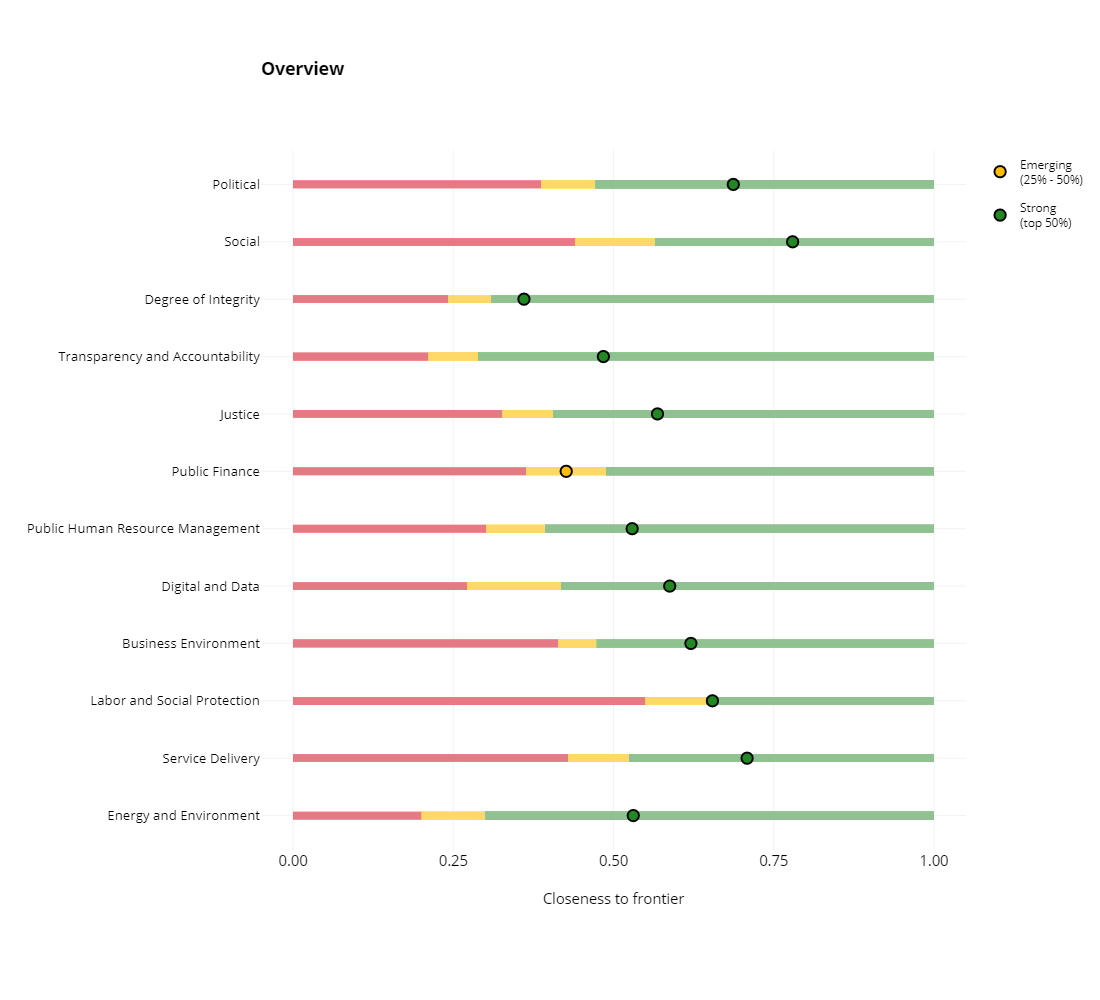 Overview
Emerging
(25% - 50%)
Strong
(top 50%)
Political
Social
Degree of Integrity
Transparency and Accountability
Justice
Public Finance
Public Human Resource Management
Digital and Data
Business Environment
Labor and Social Protection
Service Delivery
Energy and Environment
0.00 0.25 0.50 0.75 1.00
Closeness to frontier